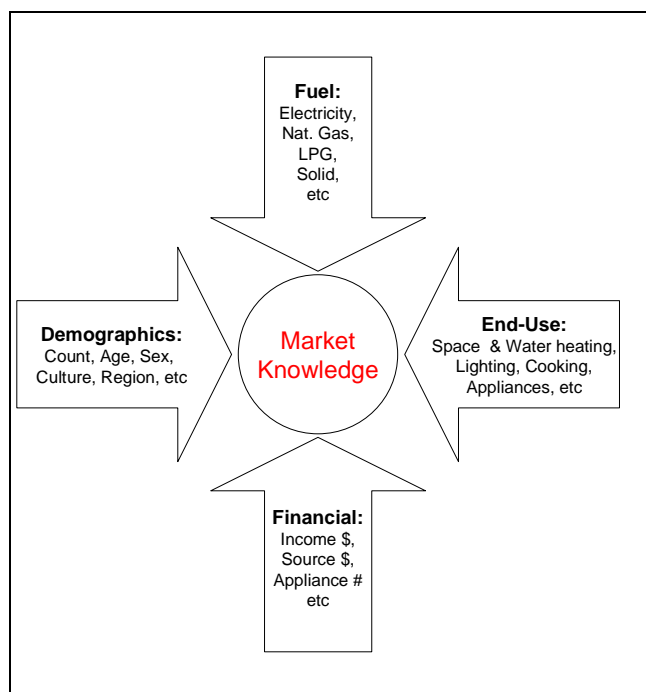 Fuel:
Electricity,
Nat. Gas,
LPG,
Solid,
etc
Demographics:
Count, Age, Sex,
Culture, Region, etc
Market
Knowledge
End-Use:
Space & Water heating,
Lighting, Cooking,
Appliances, etc
Financial:
Income $,
Source $,
Appliance #
etc